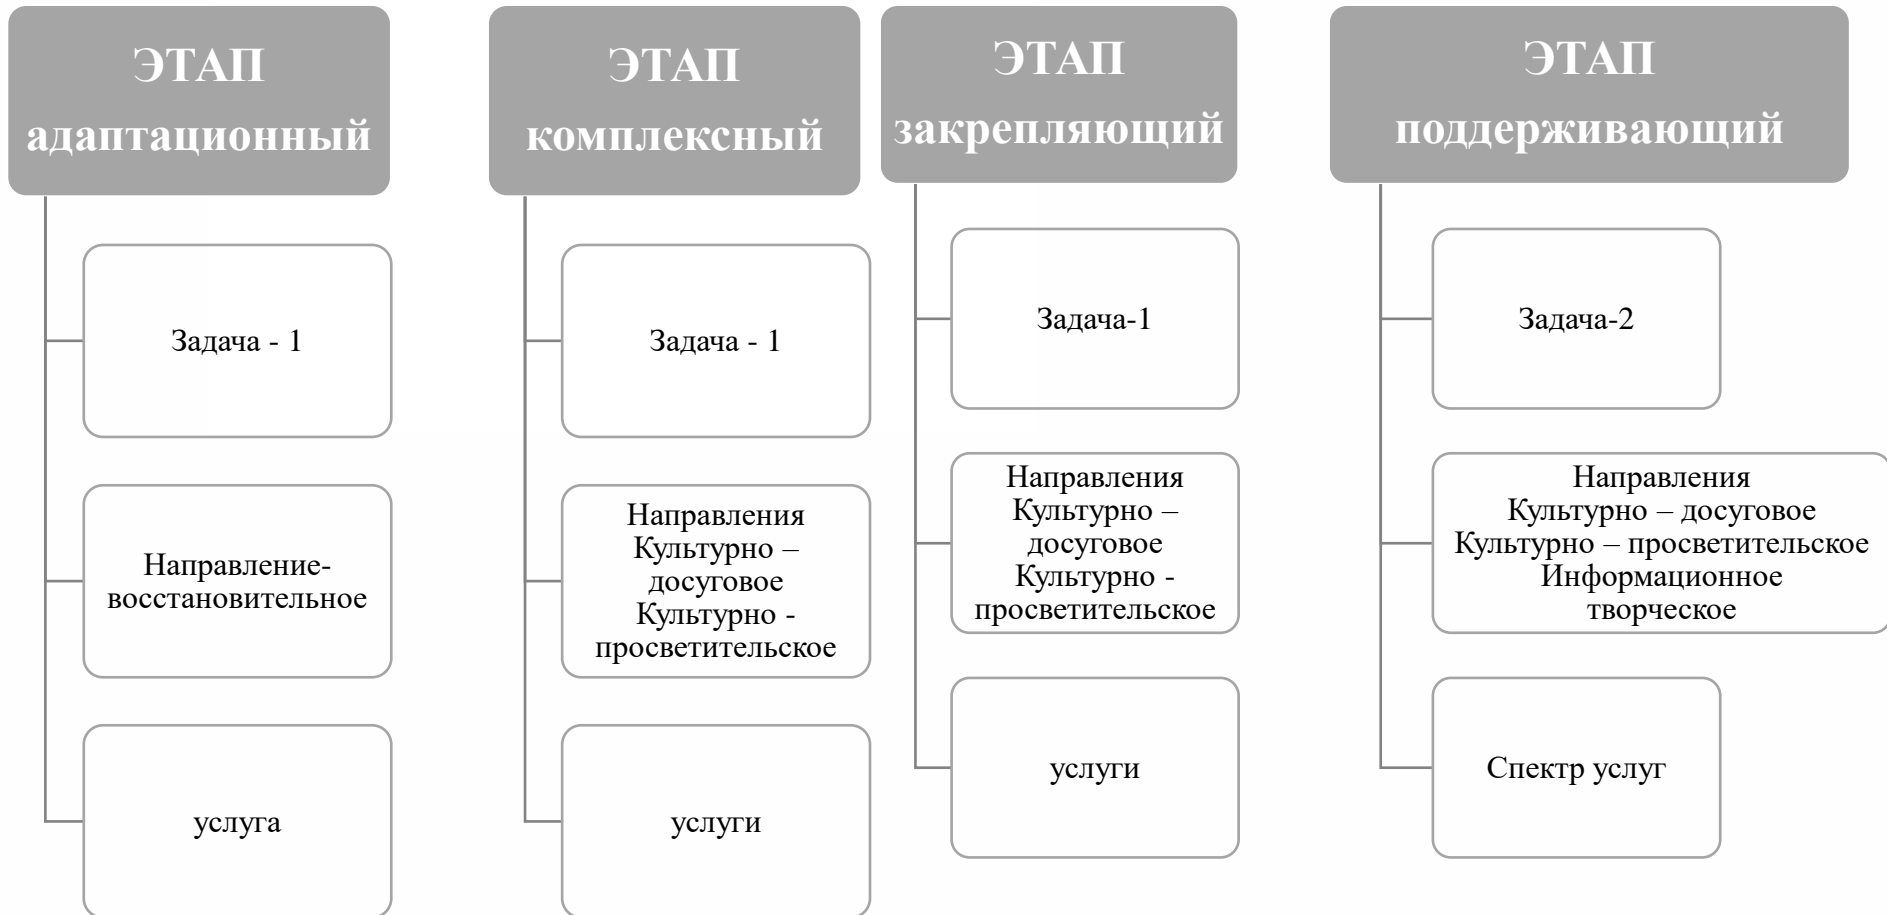 ЭТАП
адаптационный
Задача - 1
Направление-
восстановительное
услуга
ЭТАП
комплексный
Задача - 1
Направления
Культурно –
досуговое
Культурно -
просветительское
услуги
ЭТАП
закрепляющий
Задача-1
Направления
Культурно –
досуговое
Культурно -
просветительское
услуги
ЭТАП
поддерживающий
Задача-2
Направления
Культурно – досуговое
Культурно – просветительское
Информационное
творческое
Спектр услуг